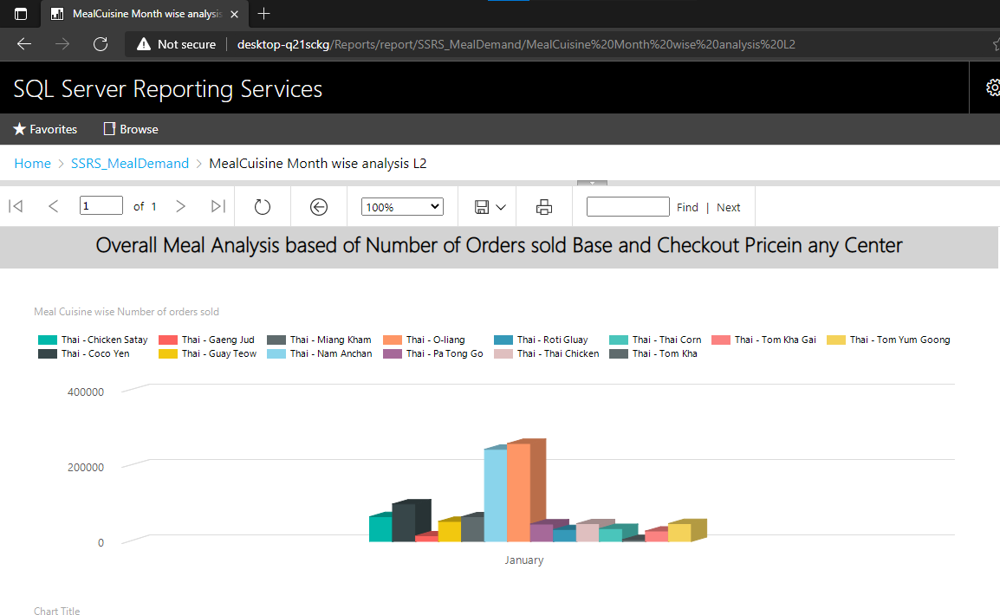 MealCuisine Month wise analysis
Not secure desktop-q21sckg/Reports/report/SSRS_MealDemand/MealCuisine%20Month%20wise%20analysis%20L2
SQL Server Reporting Services
Favorites Browse
Home > SSRS_MealDemand > MealCuisine Month wise analysis L2
1 of 1 100% Find | Next
Overall Meal Analysis based of Number of Orders sold Base and Checkout Pricein any Center
Meal Cuisine wise Number of orders sold
Thai - Chicken Satay Thai - Gaeng Jud Thai - Miang Kham Thai - O-liang Thai - Roti Gluay Thai - Thai Corn Thai - Tom Kha Gai Thai - Tom Yum Goong
Thai - Coco Yen Thai - Guay Teow Thai - Nam Anchan Thai - Pa Tong Go Thai - Thai Chicken Thai - Tom Kha
400000
200000
0
January
Chart Title